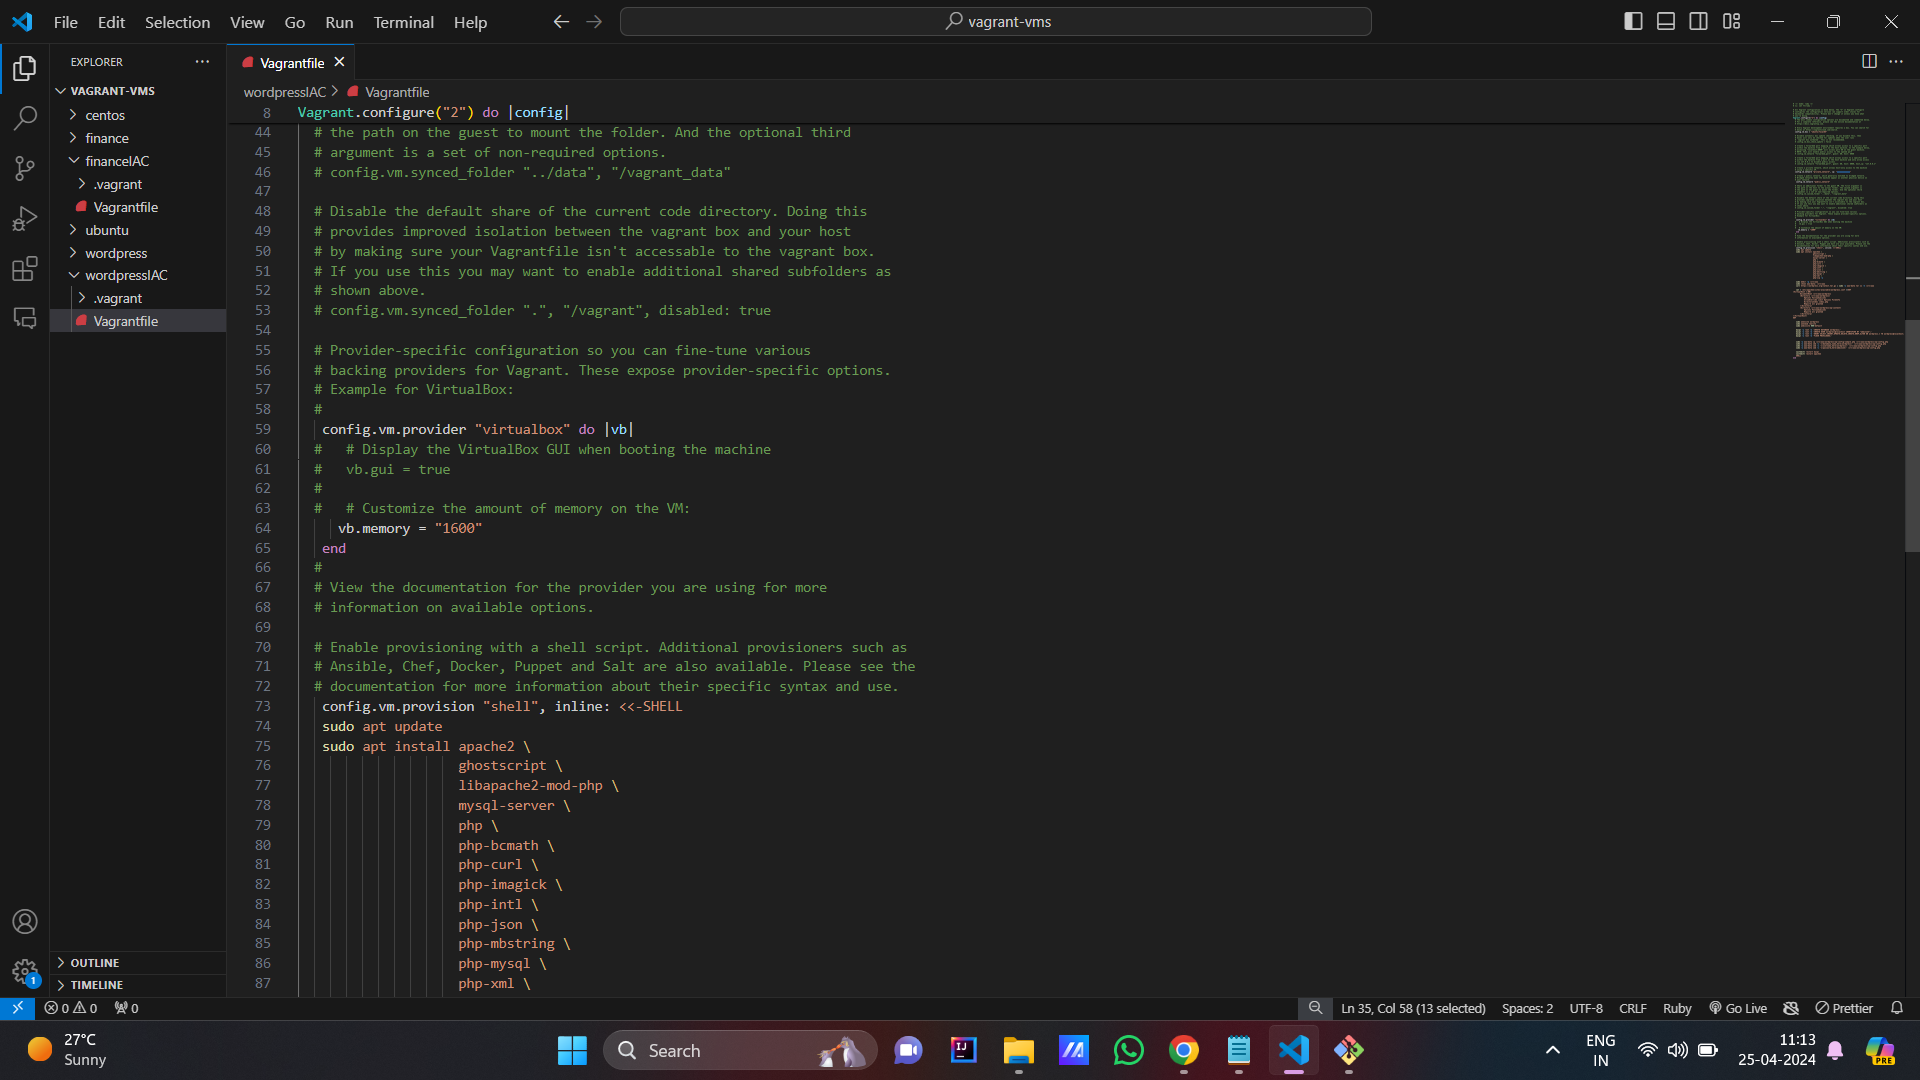 File Edit Selection View Go Run Terminal Help
vagrant-vms
EXPLORER
VAGRANT-VMS
centos
finance
financeIAC
.vagrant
Vagrantfile
ubuntu
wordpress
wordpressIAC
.vagrant
Vagrantfile
OUTLINE
TIMELINE
Vagrantfile
wordpressIAC > Vagrantfile
8 Vagrant.configure("2") do |config|
44 # the path on the guest to mount the folder. And the optional third
45 # argument is a set of non-required options.
46 # config.vm.synced_folder "../data", "/vagrant_data"
47
48 # Disable the default share of the current code directory. Doing this
49 # provides improved isolation between the vagrant box and your host
50 # by making sure your Vagrantfile isn't accessable to the vagrant box.
51 # If you use this you may want to enable additional shared subfolders as
52 # shown above.
53 # config.vm.synced_folder ".", "/vagrant", disabled: true
54
55 # Provider-specific configuration so you can fine-tune various
56 # backing providers for Vagrant. These expose provider-specific options.
57 # Example for VirtualBox:
58 #
59 config.vm.provider "virtualbox" do |vb|
60 # # Display the VirtualBox GUI when booting the machine
61 # vb.gui = true
62 #
63 # # Customize the amount of memory on the VM:
64 vb.memory = "1600"
65 end
66 #
67 # View the documentation for the provider you are using for more
68 # information on available options.
69
70 # Enable provisioning with a shell script. Additional provisioners such as
71 # Ansible, Chef, Docker, Puppet and Salt are also available. Please see the
72 # documentation for more information about their specific syntax and use.
73 config.vm.provision "shell", inline: <<-SHELL
74 sudo apt update
75 sudo apt install apache2 \
76 ghostscript \
77 libapache2-mod-php \
78 mysql-server \
79 php \
80 php-bcmath \
81 php-curl \
82 php-imagick \
83 php-intl \
84 php-json \
85 php-mbstring \
86 php-mysql \
87 php-xml \
1
0 0 0
Ln 35, Col 58 (13 selected) Spaces: 2 UTF-8 CRLF Ruby Go Live Prettier
27°C
Sunny
Search
IJ
ENG
IN
11:13
25-04-2024
PRE